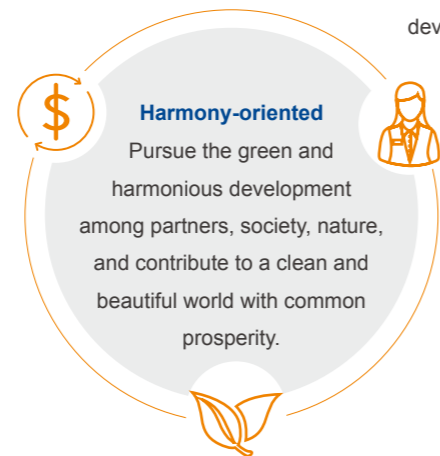 dev
Harmony-oriented
Pursue the green and
harmonious development
among partners, society, nature,
and contribute to a clean and
beautiful world with common
prosperity.
$